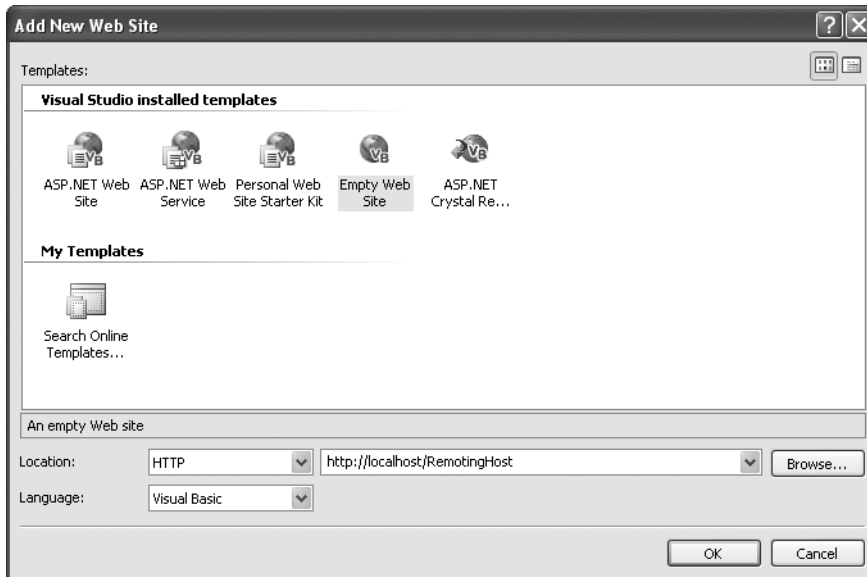 Add New Web Site
Templates:
Visual Studio installed templates
ASP.NET Web Site
ASP.NET Web Service
Personal Web Site Starter Kit
Empty Web Site
ASP.NET Crystal Re...
My Templates
Search Online Templates...
An empty Web site
Location:
HTTP
http://localhost/RemotingHost
Browse...
Language:
Visual Basic
OK
Cancel